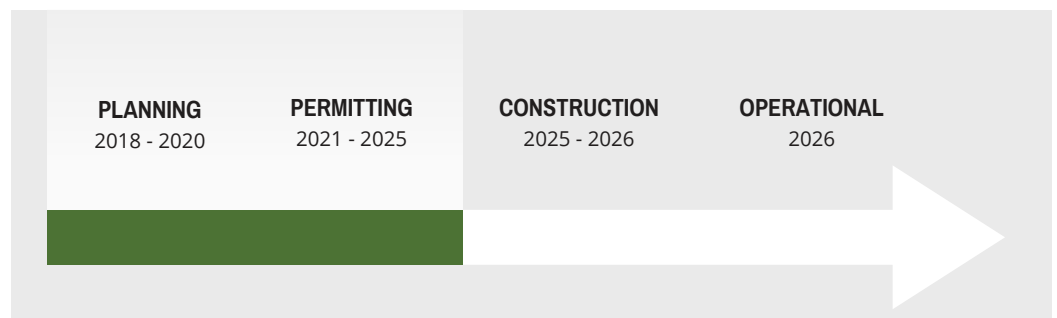 PLANNING
2018 - 2020
PERMITTING
2021 - 2025
CONSTRUCTION
2025 - 2026
OPERATIONAL
2026